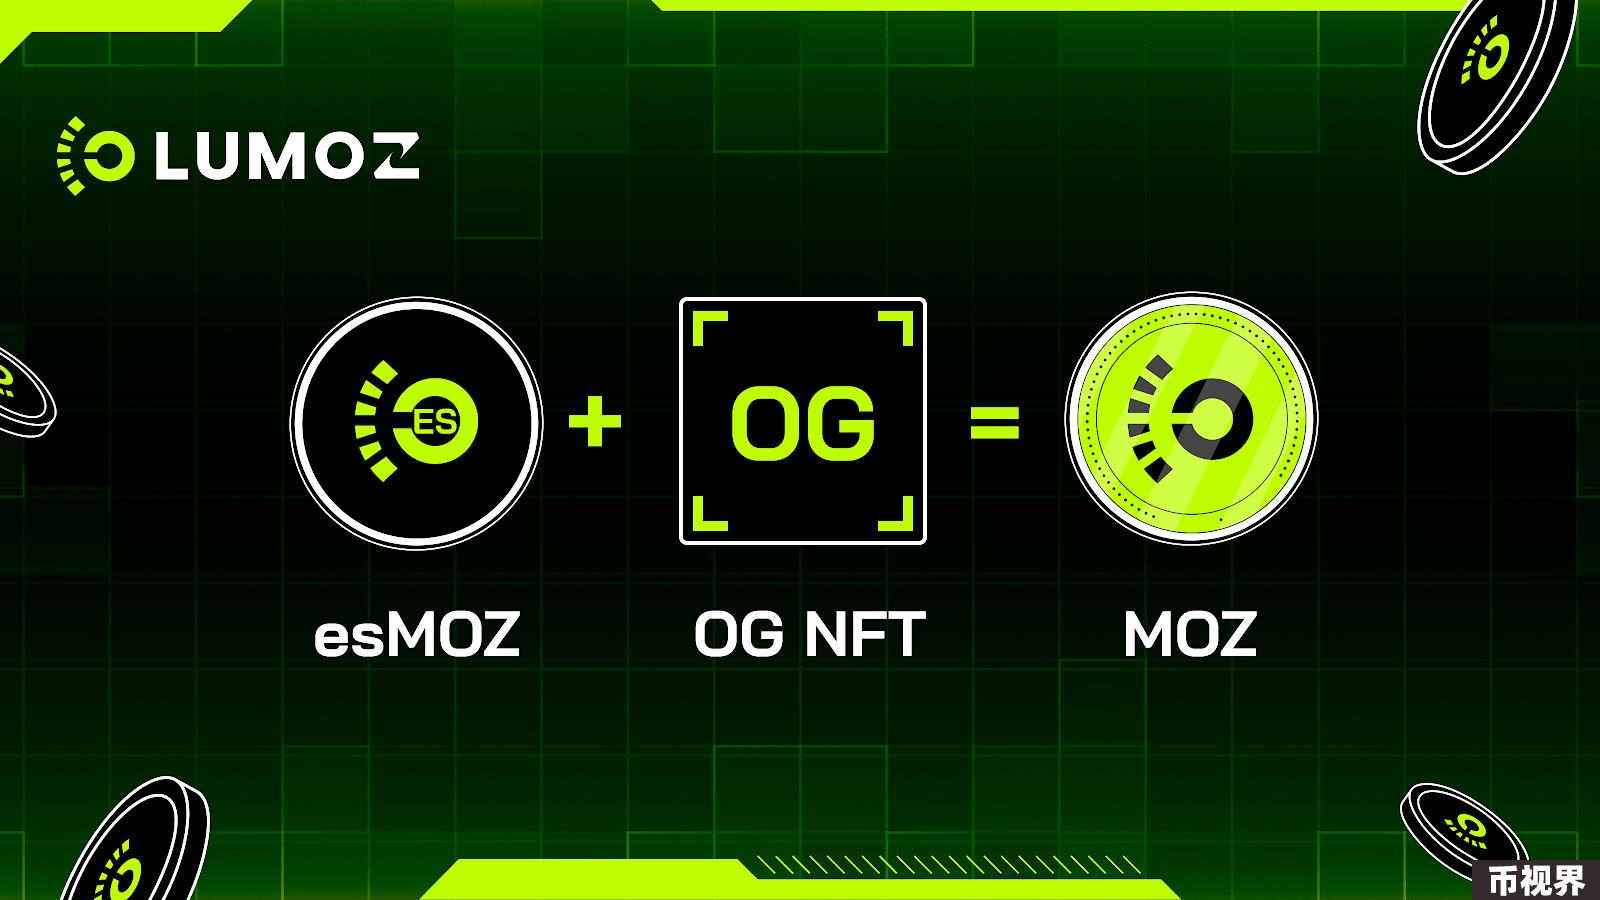 LUMOZ
ES
+
OG
=
esMOZ
OG NFT
MOZ
币视界